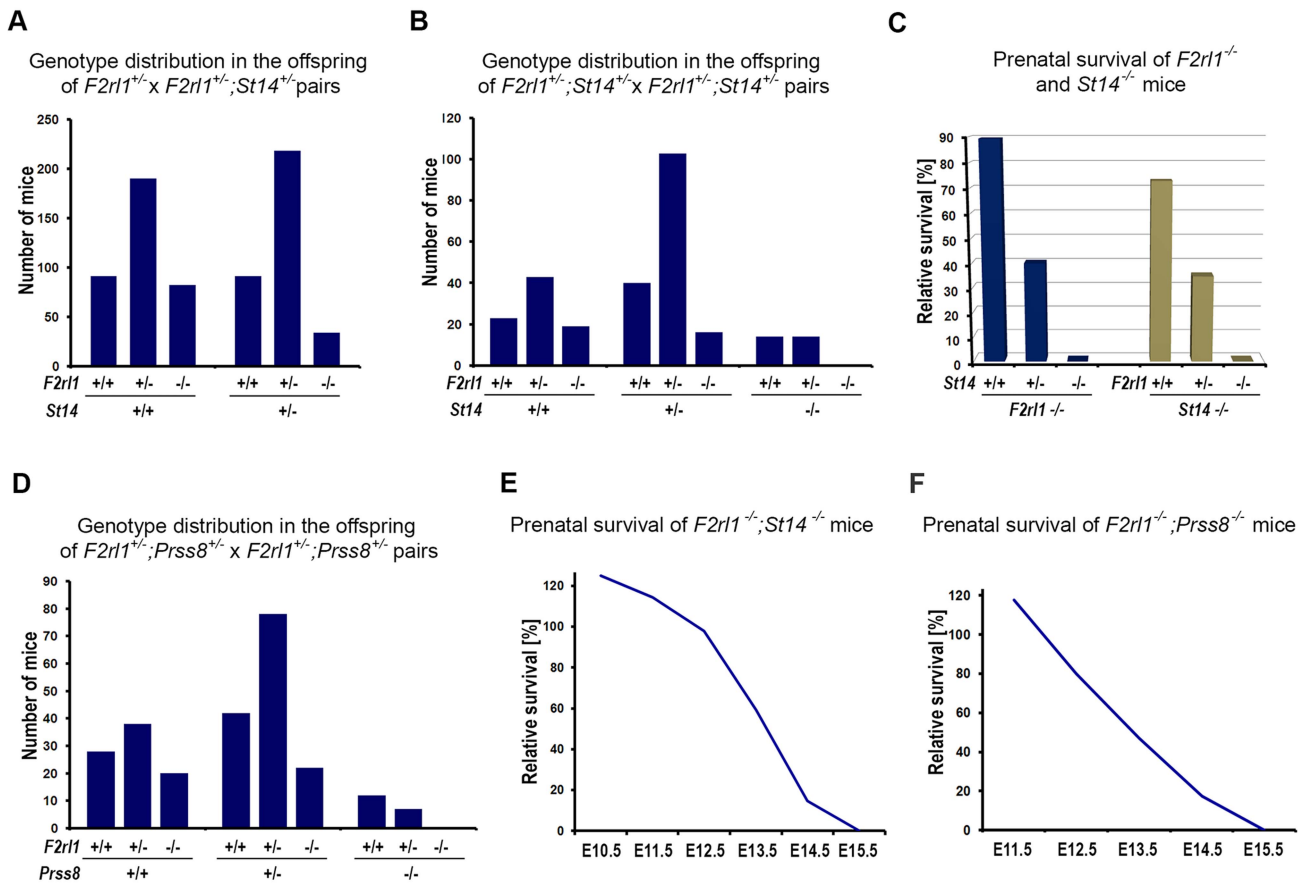 A
Genotype distribution in the offspring
of F2rl1+/- x F2rl1+/-;St14+/- pairs
Number of mice
250
200
150
100
50
0
F2rl1 +/+ +/- -/- +/+ +/- -/-
St14 +/+ +/-
B
Genotype distribution in the offspring
of F2rl1+/-;St14+/- x F2rl1+/-;St14+/- pairs
Number of mice
120
100
80
60
40
20
0
F2rl1 +/+ +/- -/- +/+ +/- -/- +/+ +/- -/-
St14 +/+ +/- -/-
C
Prenatal survival of F2rl1-/-
and St14-/- mice
Relative survival [%]
90
80
70
60
50
40
30
20
10
0
St14 +/+ +/- -/- F2rl1 +/+ +/- -/-
F2rl1 -/- St14 -/-
D
Genotype distribution in the offspring
of F2rl1+/-;Prss8+/- x F2rl1+/-;Prss8+/- pairs
Number of mice
90
80
70
60
50
40
30
20
10
0
F2rl1 +/+ +/- -/- +/+ +/- -/- +/+ +/- -/-
Prss8 +/+ +/- -/-
E
Prenatal survival of F2rl1 -/-;St14 -/- mice
Relative survival [%]
120
100
80
60
40
20
0
E10.5 E11.5 E12.5 E13.5 E14.5 E15.5
F
Prenatal survival of F2rl1-/-;Prss8-/- mice
Relative survival [%]
120
100
80
60
40
20
0
E11.5 E12.5 E13.5 E14.5 E15.5